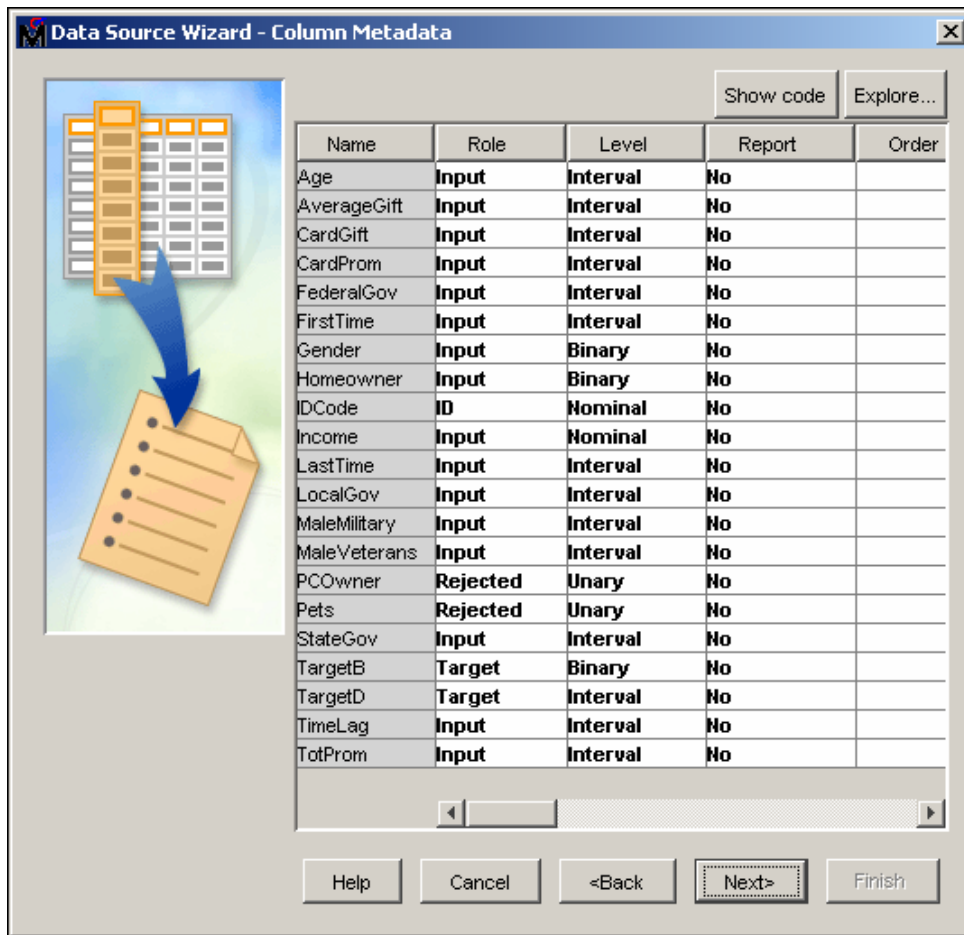 Data Source Wizard - Column Metadata
Show code Explore...
Name Role Level Report Order
Age Input Interval No
AverageGift Input Interval No
CardGift Input Interval No
CardProm Input Interval No
FederalGov Input Interval No
FirstTime Input Interval No
Gender Input Binary No
Homeowner Input Binary No
IDCode ID Nominal No
Income Input Nominal No
LastTime Input Interval No
LocalGov Input Interval No
MaleMilitary Input Interval No
MaleVeterans Input Interval No
PCOwner Rejected Unary No
Pets Rejected Unary No
StateGov Input Interval No
TargetB Target Binary No
TargetD Target Interval No
TimeLag Input Interval No
TotProm Input Interval No
Help Cancel <Back Next> Finish